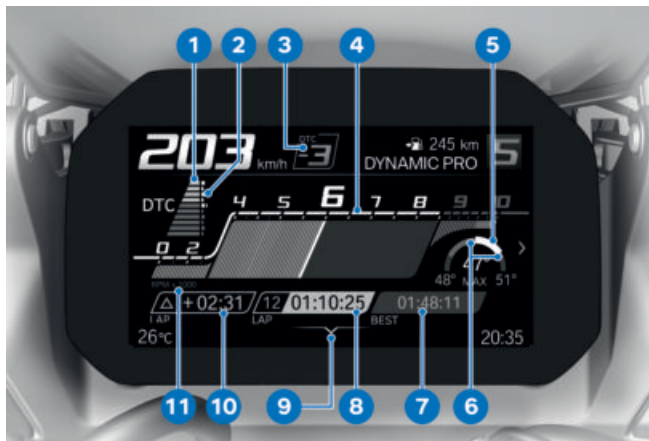 1 2 3 4 5
203 km/h DTC -3 245 km 5
DYNAMIC PRO
DTC 4 5 6 7 8 9 10
0 2
47°
48° MAX 51°
RPM x 1000
+02:31 12 01:10:25 01:48:11
LAP LAP BEST
26°C 20:35
11 10 9 8 7 6